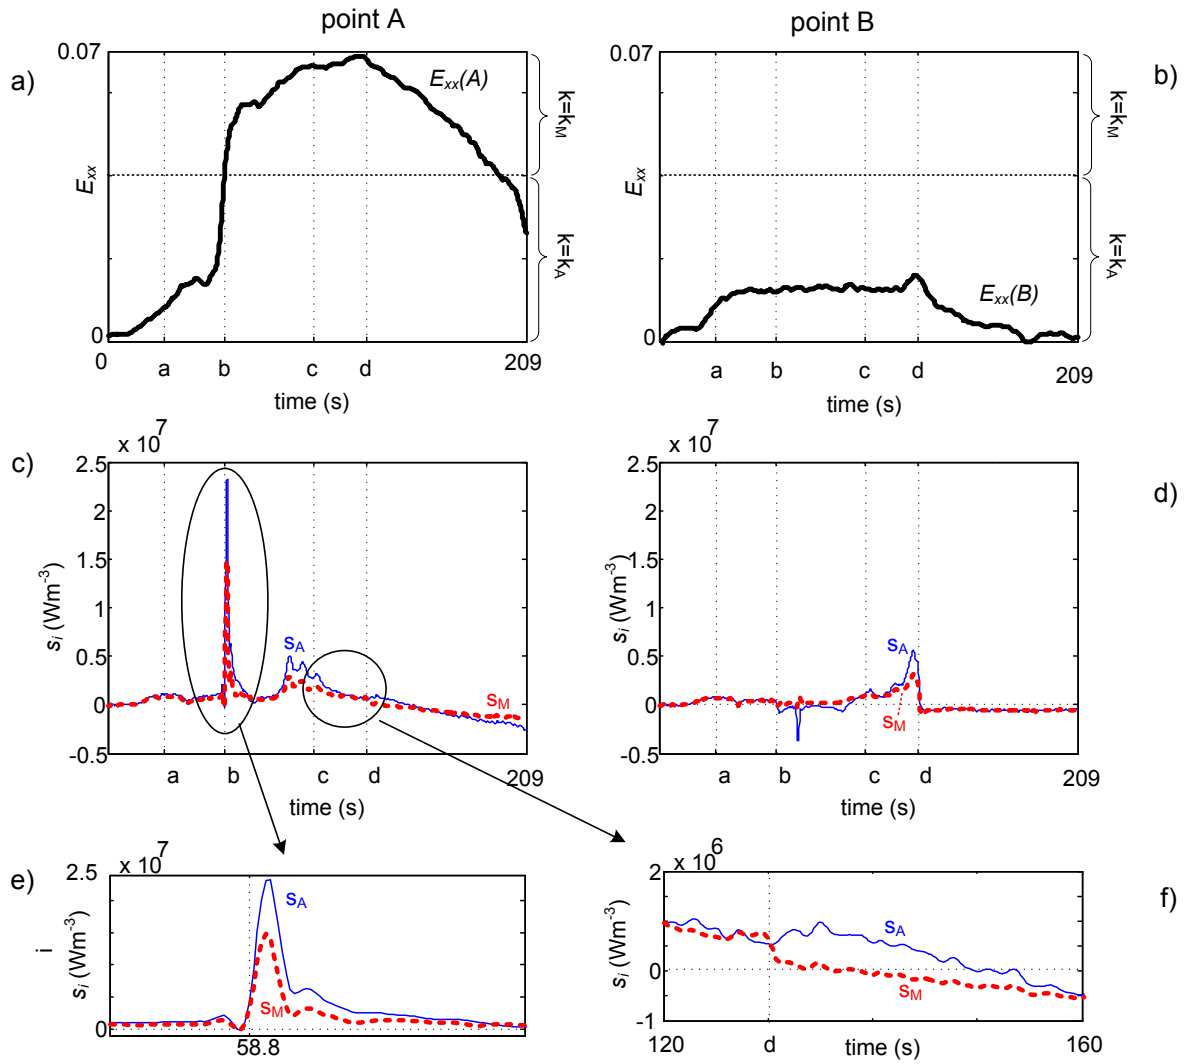 point A
point B
a)
0.07
E_xx(A)
k=k_M
E_xx
k=k_A
0
0
a
b
c
d
209
time (s)
b)
0.07
k=k_M
E_xx
E_xx(B)
k=k_A
0
a
b
c
d
209
time (s)
c)
x 10^7
2.5
2
1.5
1
0.5
0
-0.5
s_i (Wm^-3)
s_A
s_M
a
b
c
d
209
time (s)
d)
x 10^7
2.5
2
1.5
1
0.5
0
-0.5
s_i (Wm^-3)
s_A
s_M
a
b
c
d
209
time (s)
e)
x 10^7
2.5
0
i
s_i (Wm^-3)
s_A
s_M
58.8
f)
x 10^6
2
1
0
-1
s_i (Wm^-3)
s_A
s_M
120
d
time (s)
160